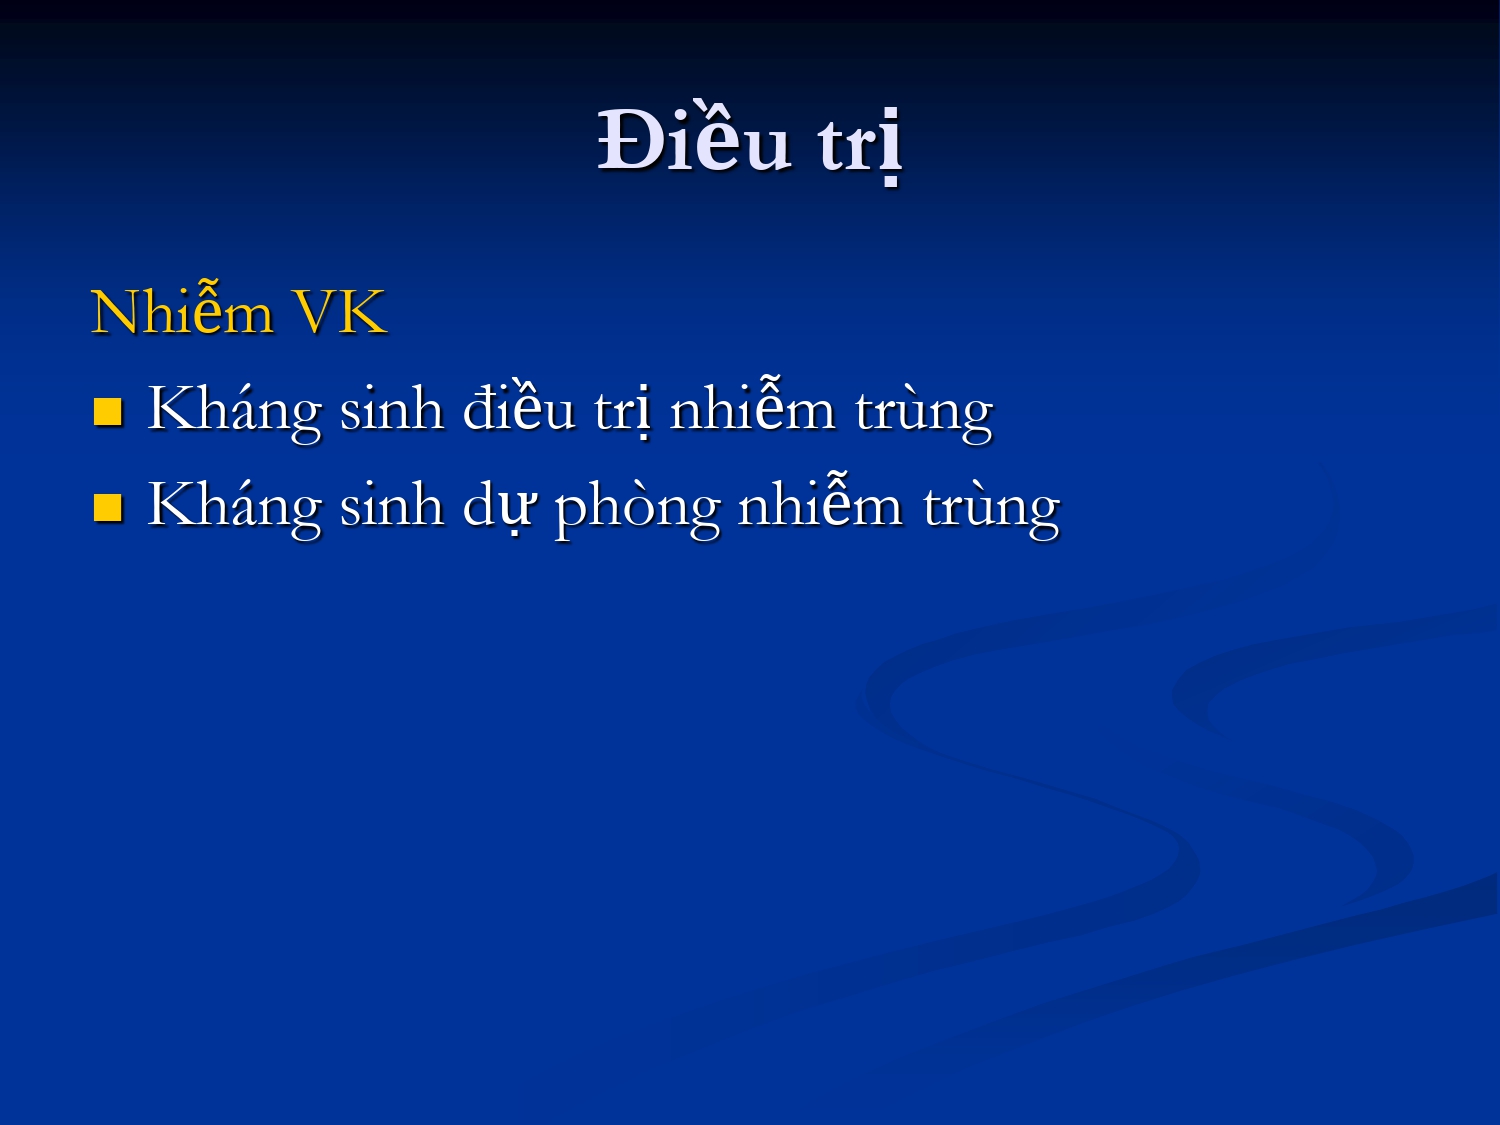 Điều trị
Nhiễm VK
Kháng sinh điều trị nhiễm trùng
Kháng sinh dự phòng nhiễm trùng